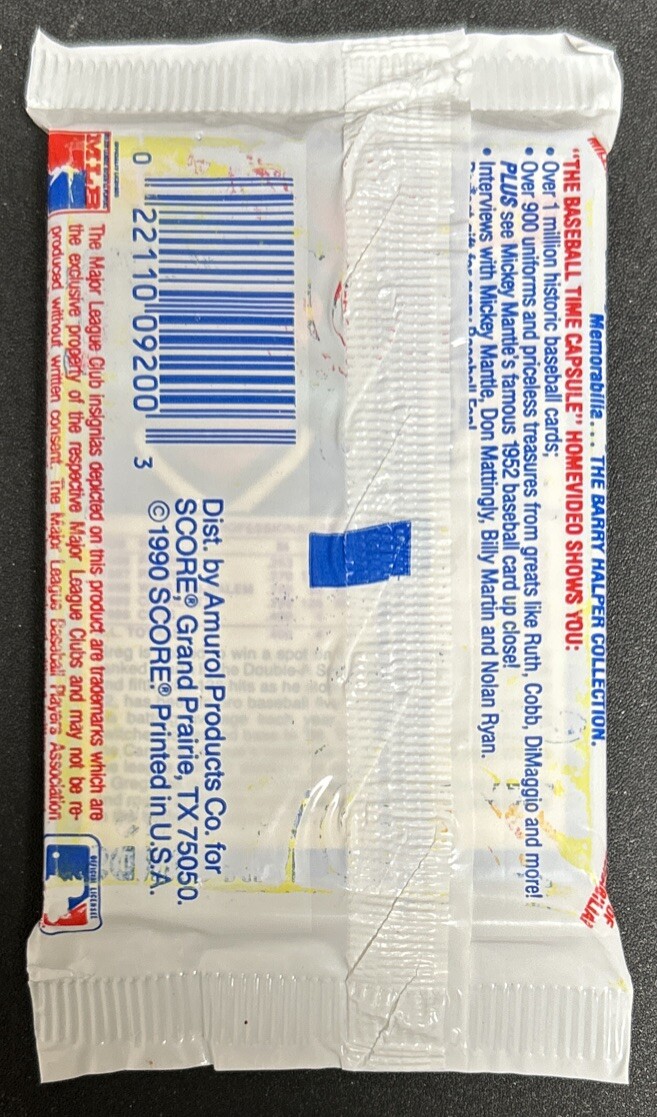 Memorabilia... THE BARRY HALPER COLLECTION.
"THE BASEBALL TIME CAPSULE" HOMEVIDEO SHOWS YOU:
• Over 1 million historic baseball cards;
• Over 900 uniforms and priceless treasures from greats like Ruth, Cobb, DiMaggio and more!
PLUS see Mickey Mantle's famous 1952 baseball card up close!
• Interviews with Mickey Mantle, Don Mattingly, Billy Martin and Nolan Ryan.
0 22110 09200 3
Dist. by Amurol Products Co. for
SCORE,® Grand Prairie, TX 75050.
©1990 SCORE® Printed in U.S.A.
MLB
The Major League Club insignias depicted on this product are trademarks which are
the exclusive property of the respective Major League Clubs and may not be re-
produced without written consent. The Major League Baseball Players Association